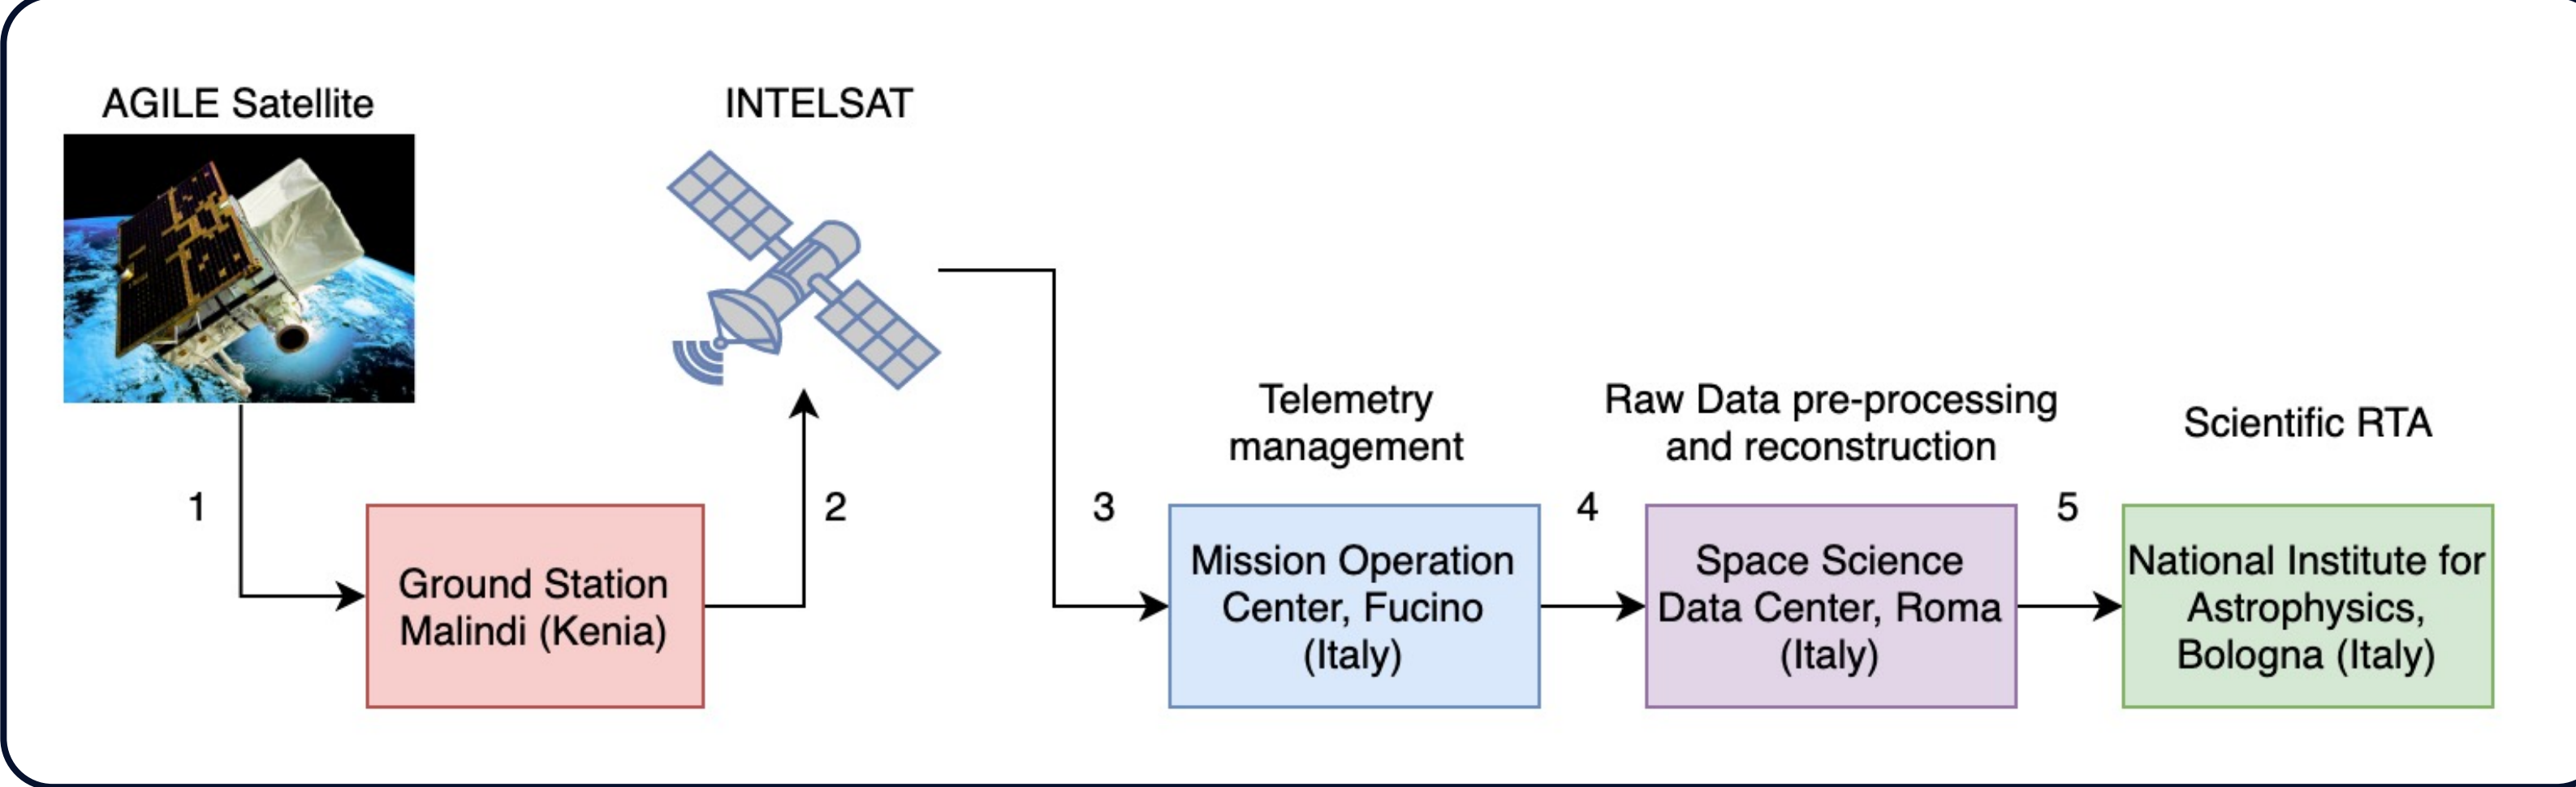 AGILE Satellite
INTELSAT
1
Ground Station
Malindi (Kenia)
2
3
Telemetry
management
Mission Operation
Center, Fucino
(Italy)
4
Raw Data pre-processing
and reconstruction
Space Science
Data Center, Roma
(Italy)
5
Scientific RTA
National Institute for
Astrophysics,
Bologna (Italy)